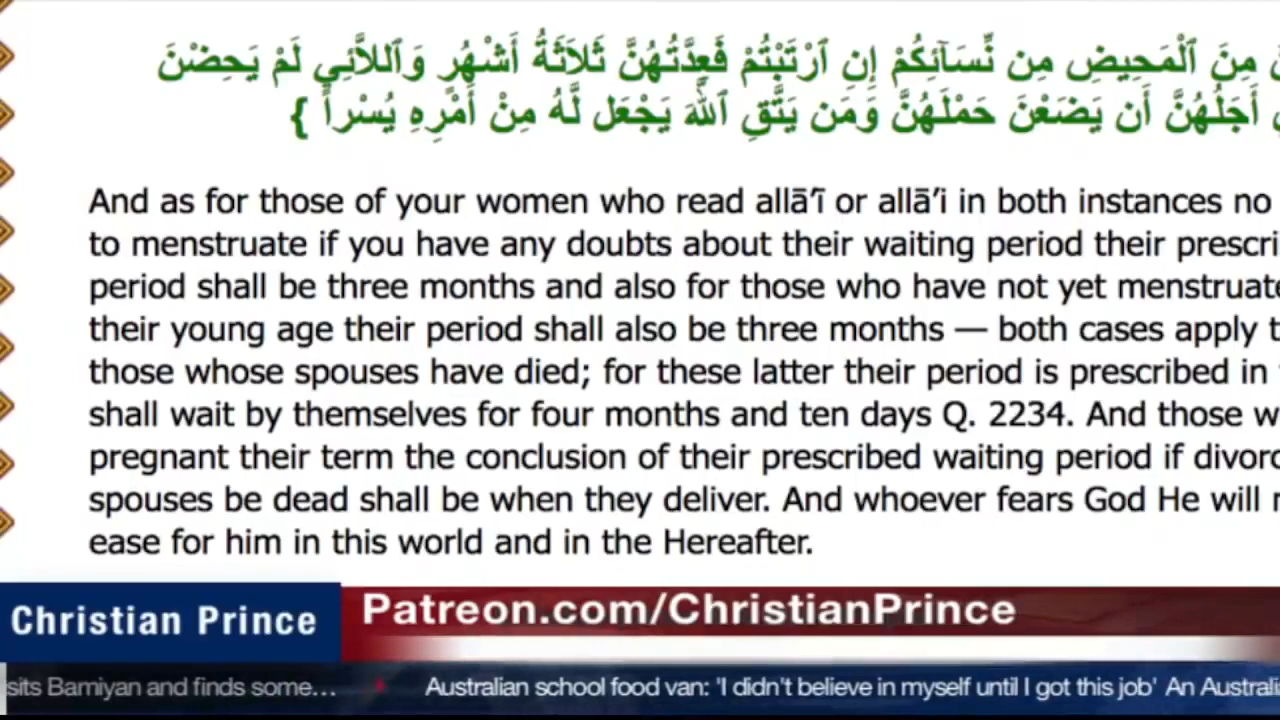 مِنَ ٱلْمَحِيضِ مِن نِّسَآئِكُمْ إِنِ ٱرْتَبْتُمْ فَعِدَّتُهُنَّ ثَلاَثَةُ أَشْهُرٍ وَٱللاَّئِي لَمْ يَحِضْنَ
أَجَلُهُنَّ أَن يَضَعْنَ حَمْلَهُنَّ وَمَن يَتَّقِ ٱللَّهَ يَجْعَل لَّهُ مِنْ أَمْرِهِ يُسْراً }
And as for those of your women who read allā’ī or allā’i in both instances no
to menstruate if you have any doubts about their waiting period their prescri
period shall be three months and also for those who have not yet menstruate
their young age their period shall also be three months — both cases apply t
those whose spouses have died; for these latter their period is prescribed in
shall wait by themselves for four months and ten days Q. 2234. And those w
pregnant their term the conclusion of their prescribed waiting period if divorc
spouses be dead shall be when they deliver. And whoever fears God He will
ease for him in this world and in the Hereafter.
Christian Prince
Patreon.com/ChristianPrince
sits Bamiyan and finds some... Australian school food van: 'I didn't believe in myself until I got this job' An Australi